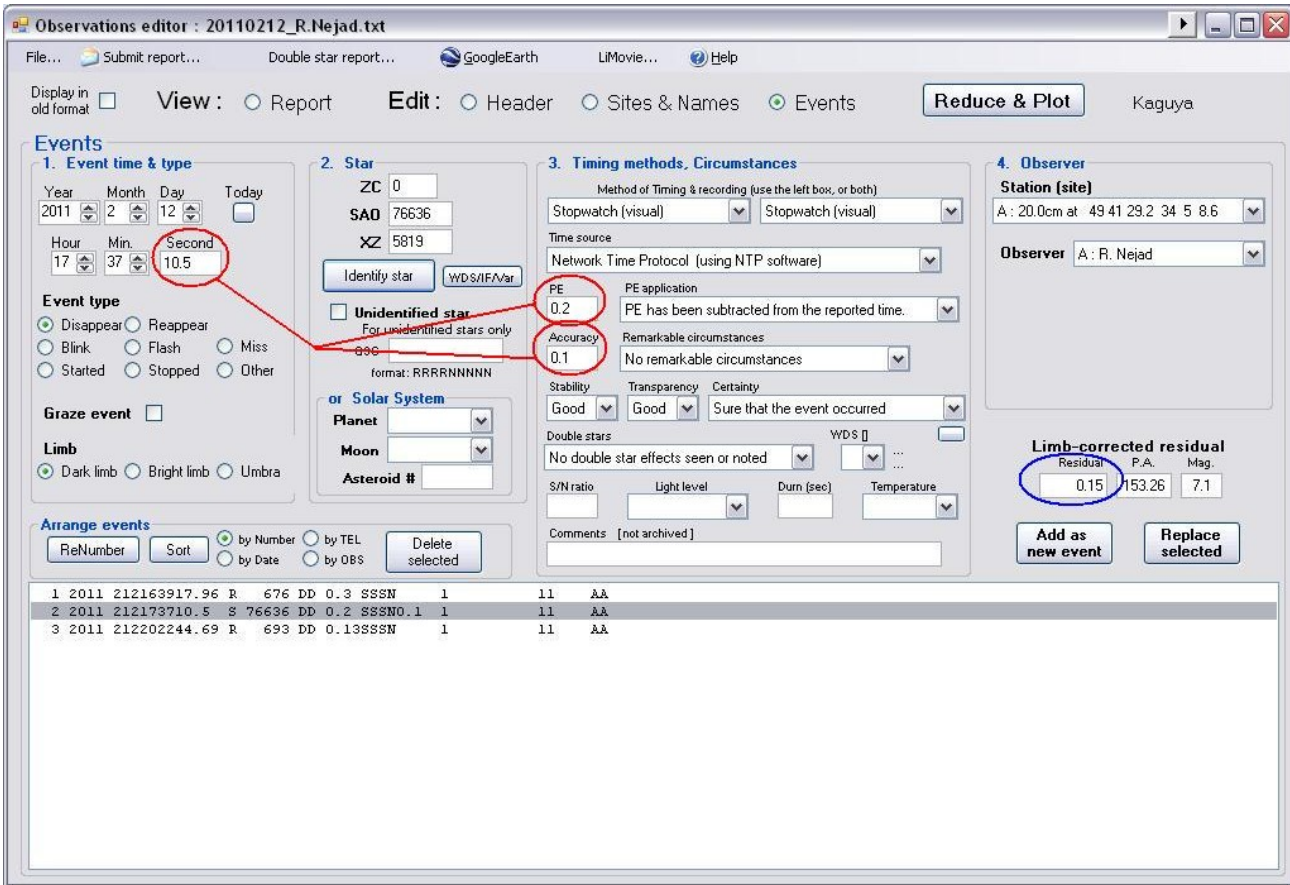 Observations editor : 20110212_R.Nejad.txt
File... Submit report... Double star report... GoogleEarth LiMovie... Help
Display in old format View : Report Edit : Header Sites & Names Events Reduce & Plot Kaguya
Events
1. Event time & type
Year Month Day Today
2011 2 12
Hour Min. Second
17 37 10.5
Event type
Disappear Reappear
Blink Flash Miss
Started Stopped Other
Graze event
Limb
Dark limb Bright limb Umbra
2. Star
ZC 0
SAO 76636
XZ 5819
Identify star WDS/IF/Var
Unidentified star
For unidentified stars only
format: RRRRNNNNN
or Solar System
Planet
Moon
Asteroid #
3. Timing methods, Circumstances
Method of Timing & recording (use the left box, or both)
Stopwatch (visual) Stopwatch (visual)
Time source
Network Time Protocol (using NTP software)
PE PE application
0.2 PE has been subtracted from the reported time.
Accuracy Remarkable circumstances
0.1 No remarkable circumstances
Stability Transparency Certainty
Good Good Sure that the event occurred
Double stars WDS []
No double star effects seen or noted ... ...
S/N ratio Light level Durn (sec) Temperature
Comments [not archived]
4. Observer
Station (site)
A : 20.0cm at 49 41 29.2 34 5 8.6
Observer A : R. Nejad
Limb-corrected residual
Residual P.A. Mag.
0.15 153.26 7.1
Add as new event Replace selected
Arrange events
ReNumber Sort by Number by TEL
by Date by OBS
Delete selected
1 2011 212163917.96 R 676 DD 0.3 SSSN 1 11 AA
2 2011 212173710.5 S 76636 DD 0.2 SSSN0.1 1 11 AA
3 2011 212202244.69 R 693 DD 0.13SSSN 1 11 AA